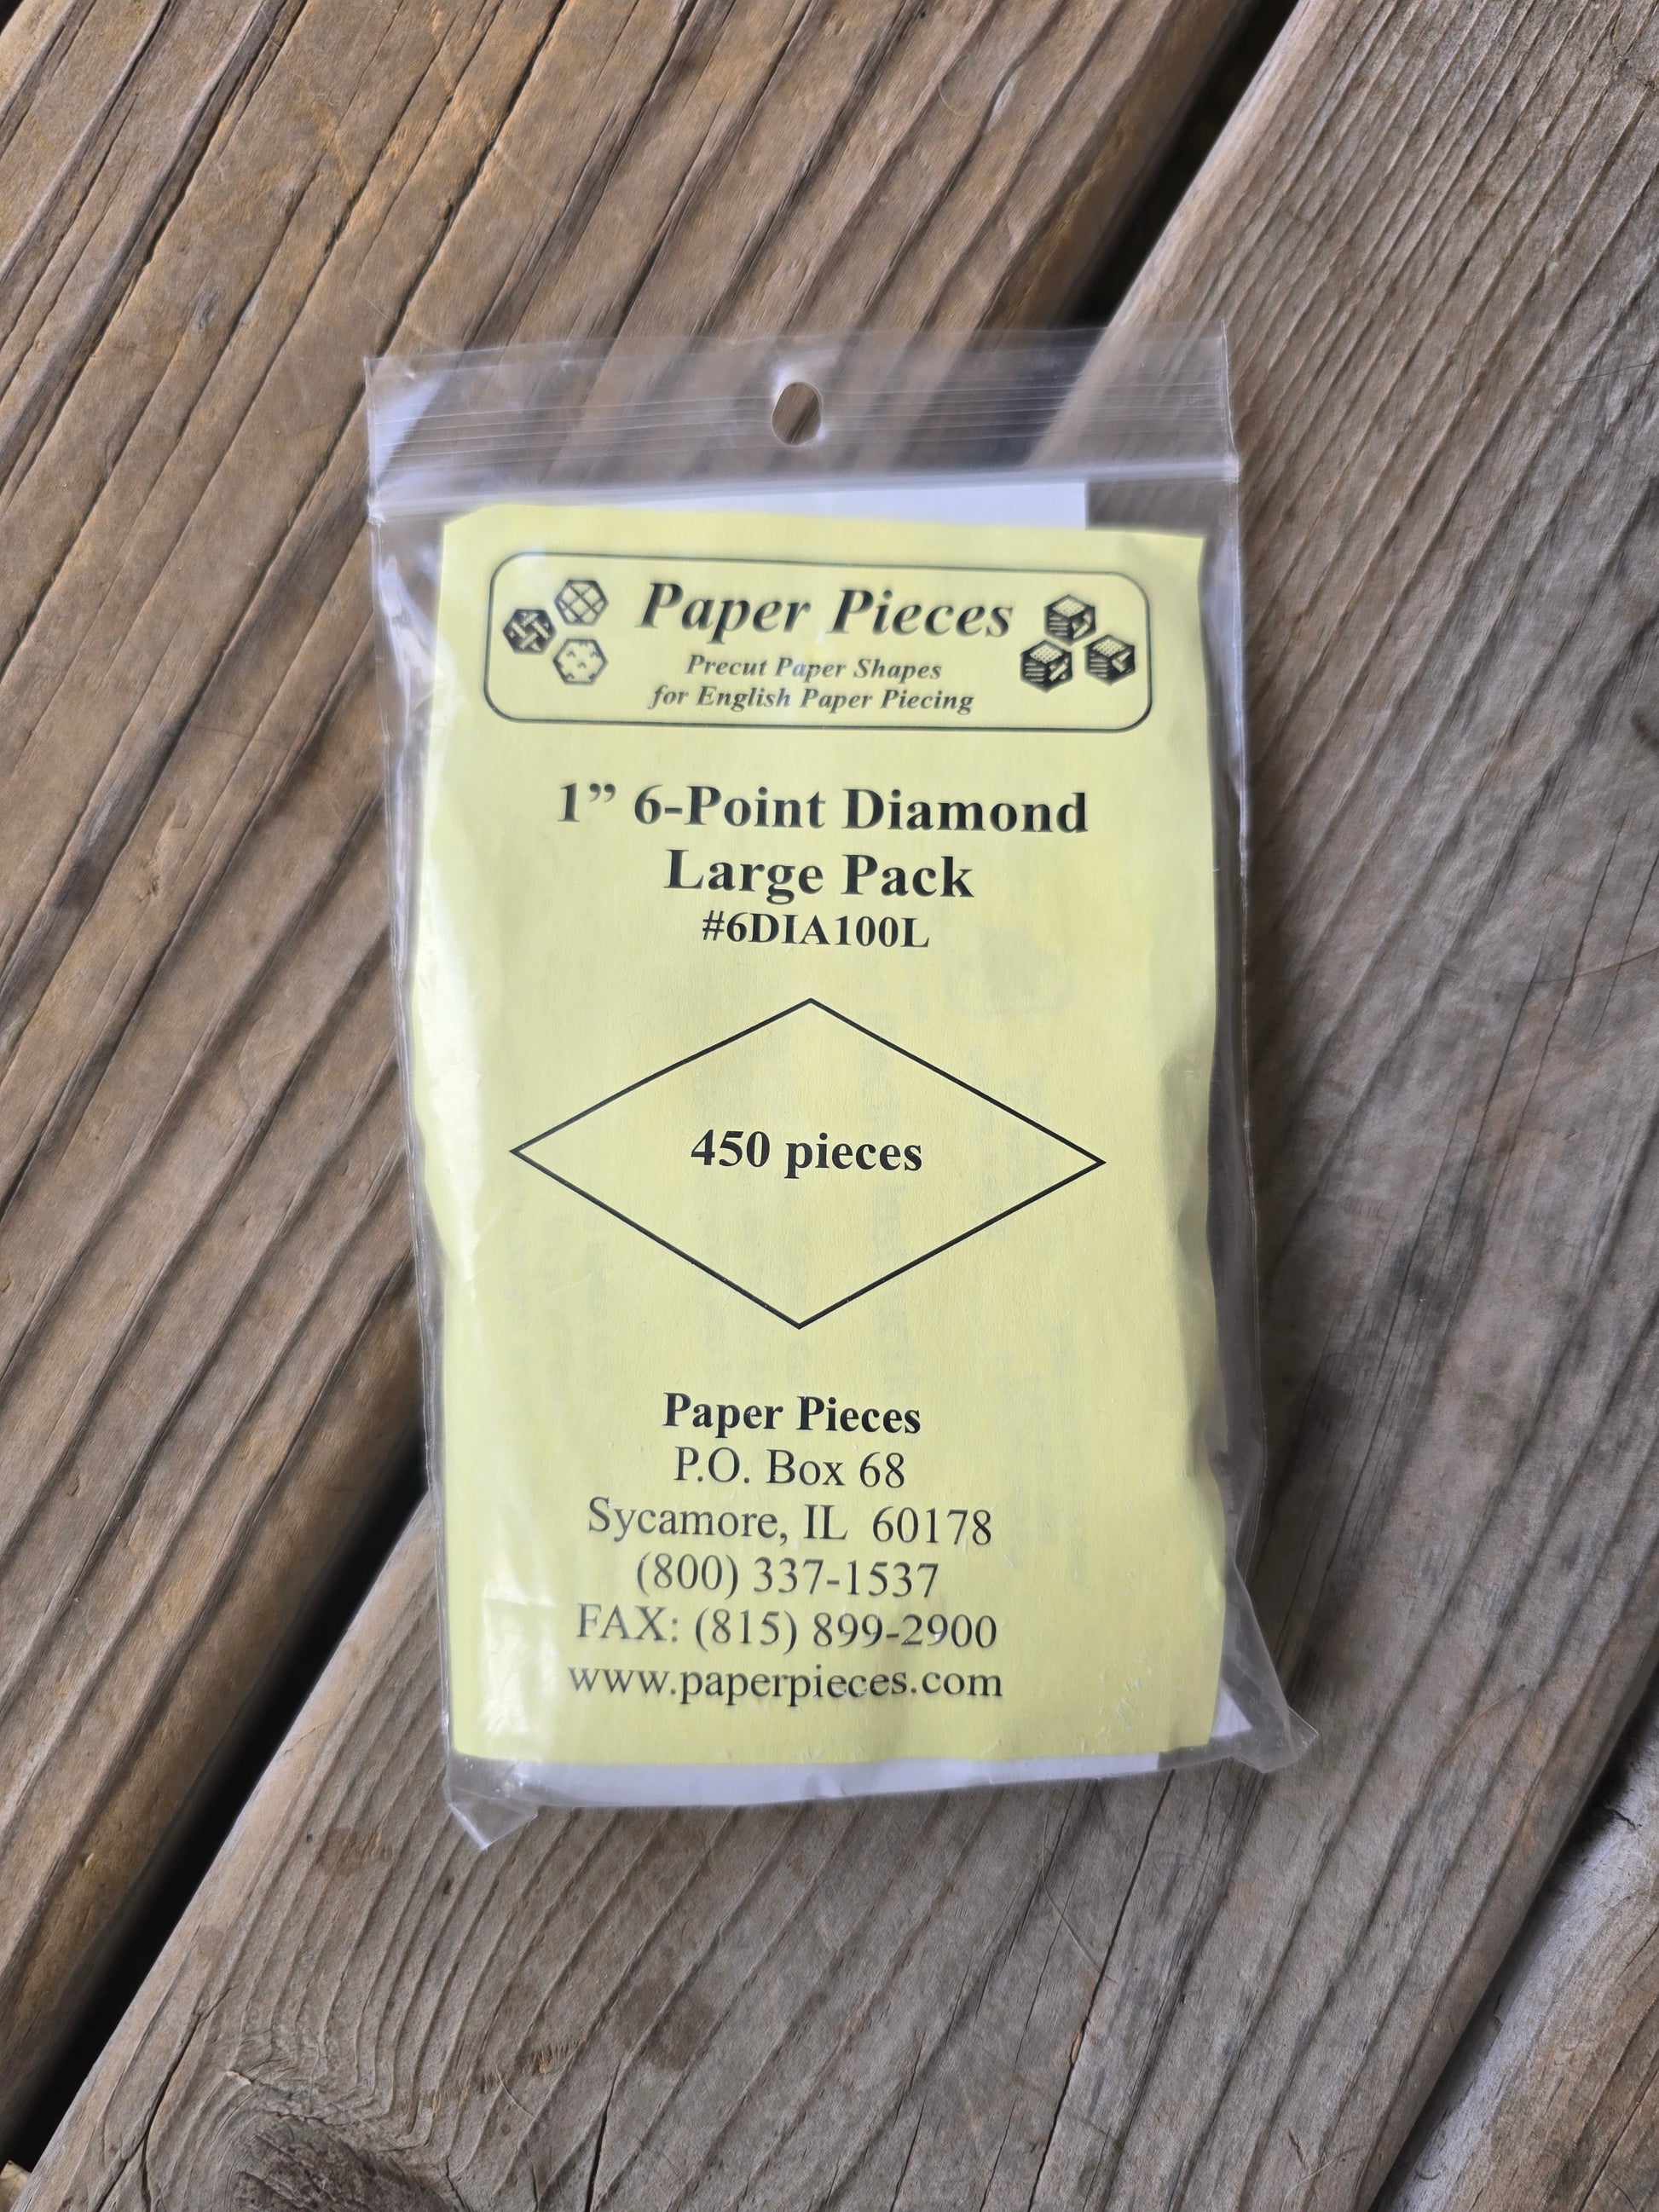 Paper Pieces
Precut Paper Shapes
for English Paper Piecing
1” 6-Point Diamond
Large Pack
#6DIA100L
450 pieces
Paper Pieces
P.O. Box 68
Sycamore, IL 60178
(800) 337-1537
FAX: (815) 899-2900
www.paperpieces.com